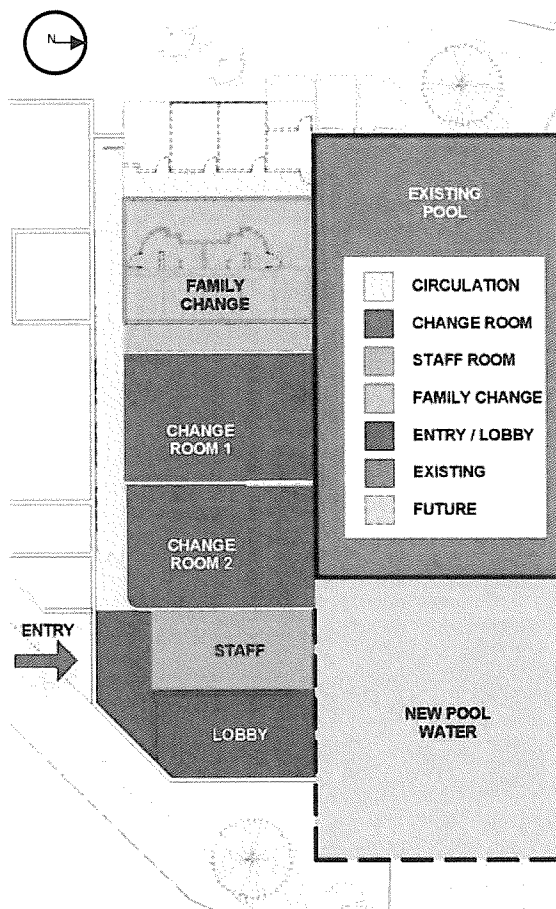 N
EXISTING
POOL
FAMILY
CHANGE
CIRCULATION
CHANGE ROOM
STAFF ROOM
FAMILY CHANGE
ENTRY / LOBBY
EXISTING
FUTURE
CHANGE
ROOM 1
CHANGE
ROOM 2
ENTRY
STAFF
LOBBY
NEW POOL
WATER